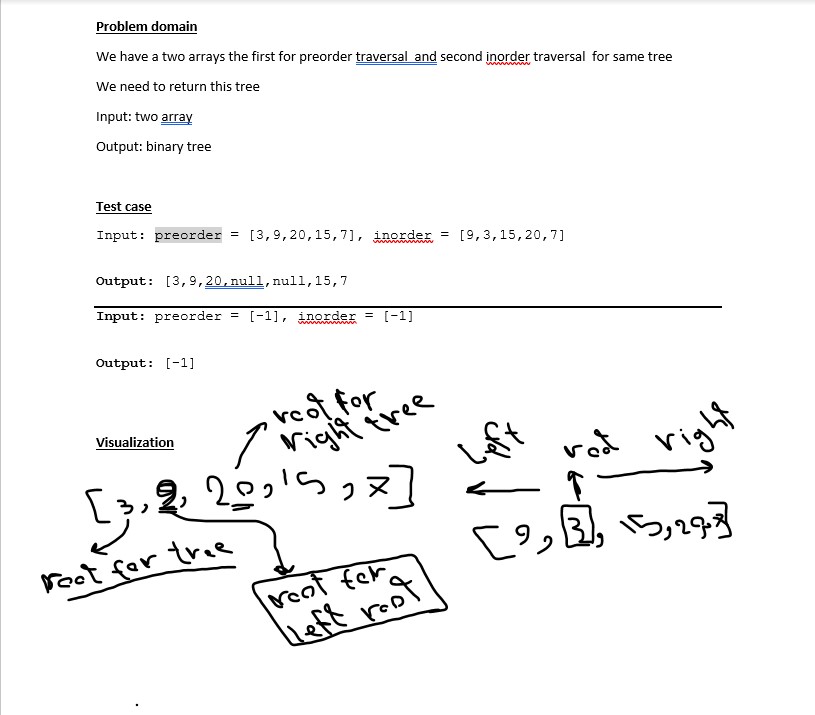 Problem domain
We have a two arrays the first for preorder traversal and second inorder traversal for same tree
We need to return this tree
Input: two array
Output: binary tree
Test case
Input: preorder = [3,9,20,15,7], inorder = [9,3,15,20,7]
Output: [3,9,20,null,null,15,7
Input: preorder = [-1], inorder = [-1]
Output: [-1]
Visualization
root for
right tree
left root right
[3, 9, 20, 15, 7]
[9, 3, 15, 20, 7]
root for tree
root for
left root